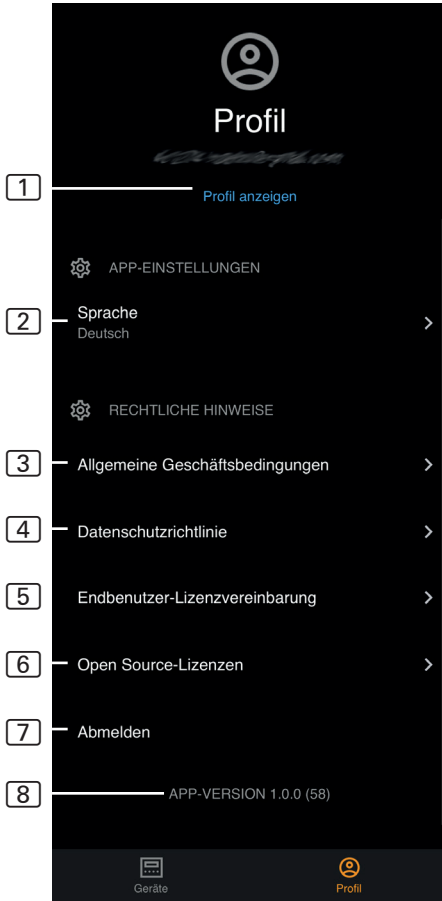 Profil
1
Profil anzeigen
APP-EINSTELLUNGEN
2
Sprache
Deutsch
RECHTLICHE HINWEISE
3
Allgemeine Geschäftsbedingungen
4
Datenschutzrichtlinie
5
Endbenutzer-Lizenzvereinbarung
6
Open Source-Lizenzen
7
Abmelden
8
APP-VERSION 1.0.0 (58)
Geräte
Profil